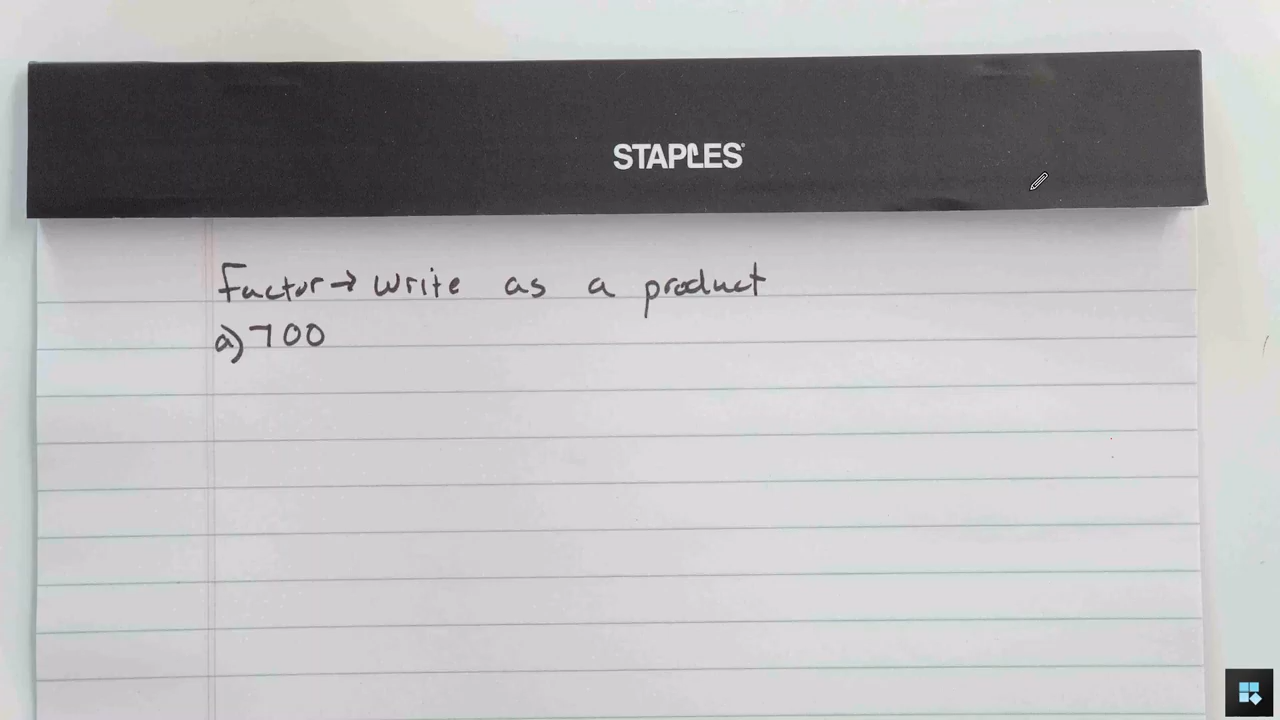 STAPLES
Factor → write as a product
a) 700